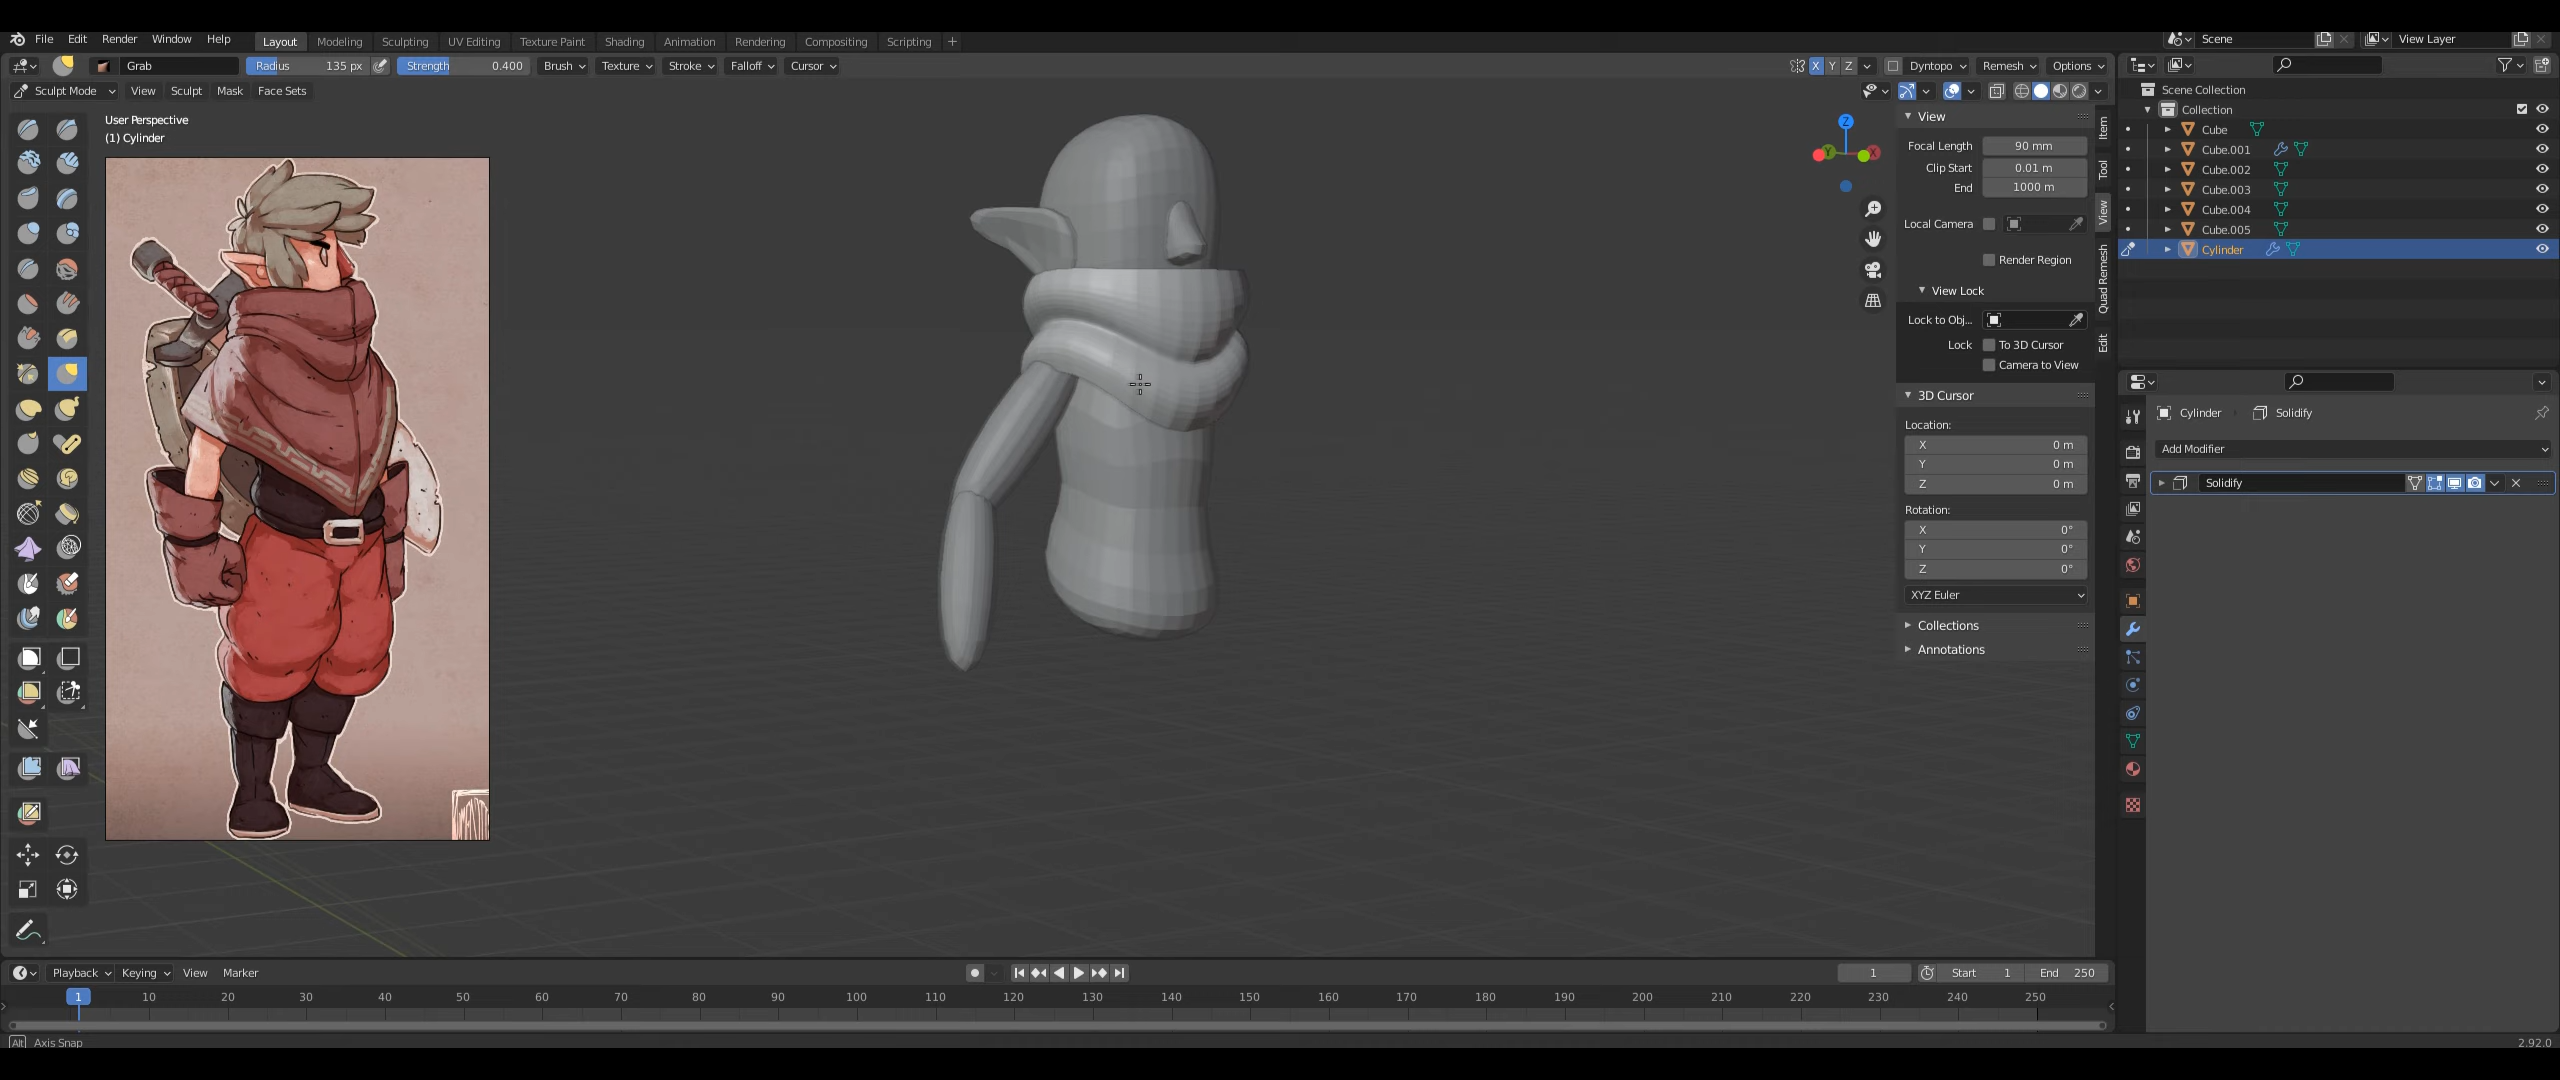 File Edit Render Window Help Layout Modeling Sculpting UV Editing Texture Paint Shading Animation Rendering Compositing Scripting + Scene View Layer
Grab Radius 135 px Strength 0.400 Brush Texture Stroke Falloff Cursor X Y Z Dyntopo Remesh Options
Sculpt Mode View Sculpt Mask Face Sets
User Perspective
(1) Cylinder
Z
Y
X
View
Focal Length 90 mm
Clip Start 0.01 m
End 1000 m
Local Camera
Render Region
View Lock
Lock to Obj...
Lock To 3D Cursor
Camera to View
3D Cursor
Location:
X 0 m
Y 0 m
Z 0 m
Rotation:
X 0°
Y 0°
Z 0°
XYZ Euler
Collections
Annotations
Item
Tool
View
Quad Remesh
Edit
Scene Collection
Collection
Cube
Cube.001
Cube.002
Cube.003
Cube.004
Cube.005
Cylinder
Cylinder Solidify
Add Modifier
Solidify
Playback Keying View Marker 1 Start 1 End 250
1 10 20 30 40 50 60 70 80 90 100 110 120 130 140 150 160 170 180 190 200 210 220 230 240 250
Alt Axis Snap 2.92.0